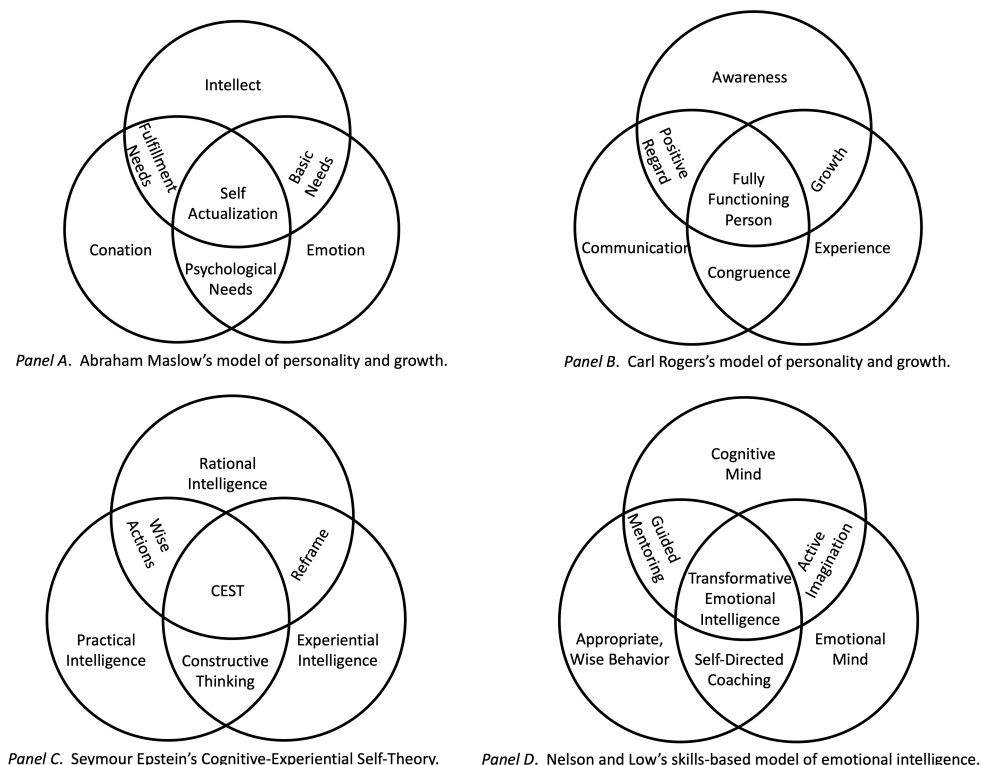 Intellect
Fulfillment
Needs
Basic
Needs
Self
Actualization
Conation
Emotion
Psychological
Needs
Panel A.  Abraham Maslow’s model of personality and growth.
Awareness
Positive
Regard
Growth
Fully
Functioning
Person
Communication
Experience
Congruence
Panel B.  Carl Rogers’s model of personality and growth.
Rational
Intelligence
Wise
Actions
Reframe
CEST
Practical
Intelligence
Experiential
Intelligence
Constructive
Thinking
Panel C.  Seymour Epstein’s Cognitive-Experiential Self-Theory.
Cognitive
Mind
Guided
Mentoring
Active
Imagination
Transformative
Emotional
Intelligence
Appropriate,
Wise Behavior
Emotional
Mind
Self-Directed
Coaching
Panel D.  Nelson and Low’s skills-based model of emotional intelligence.